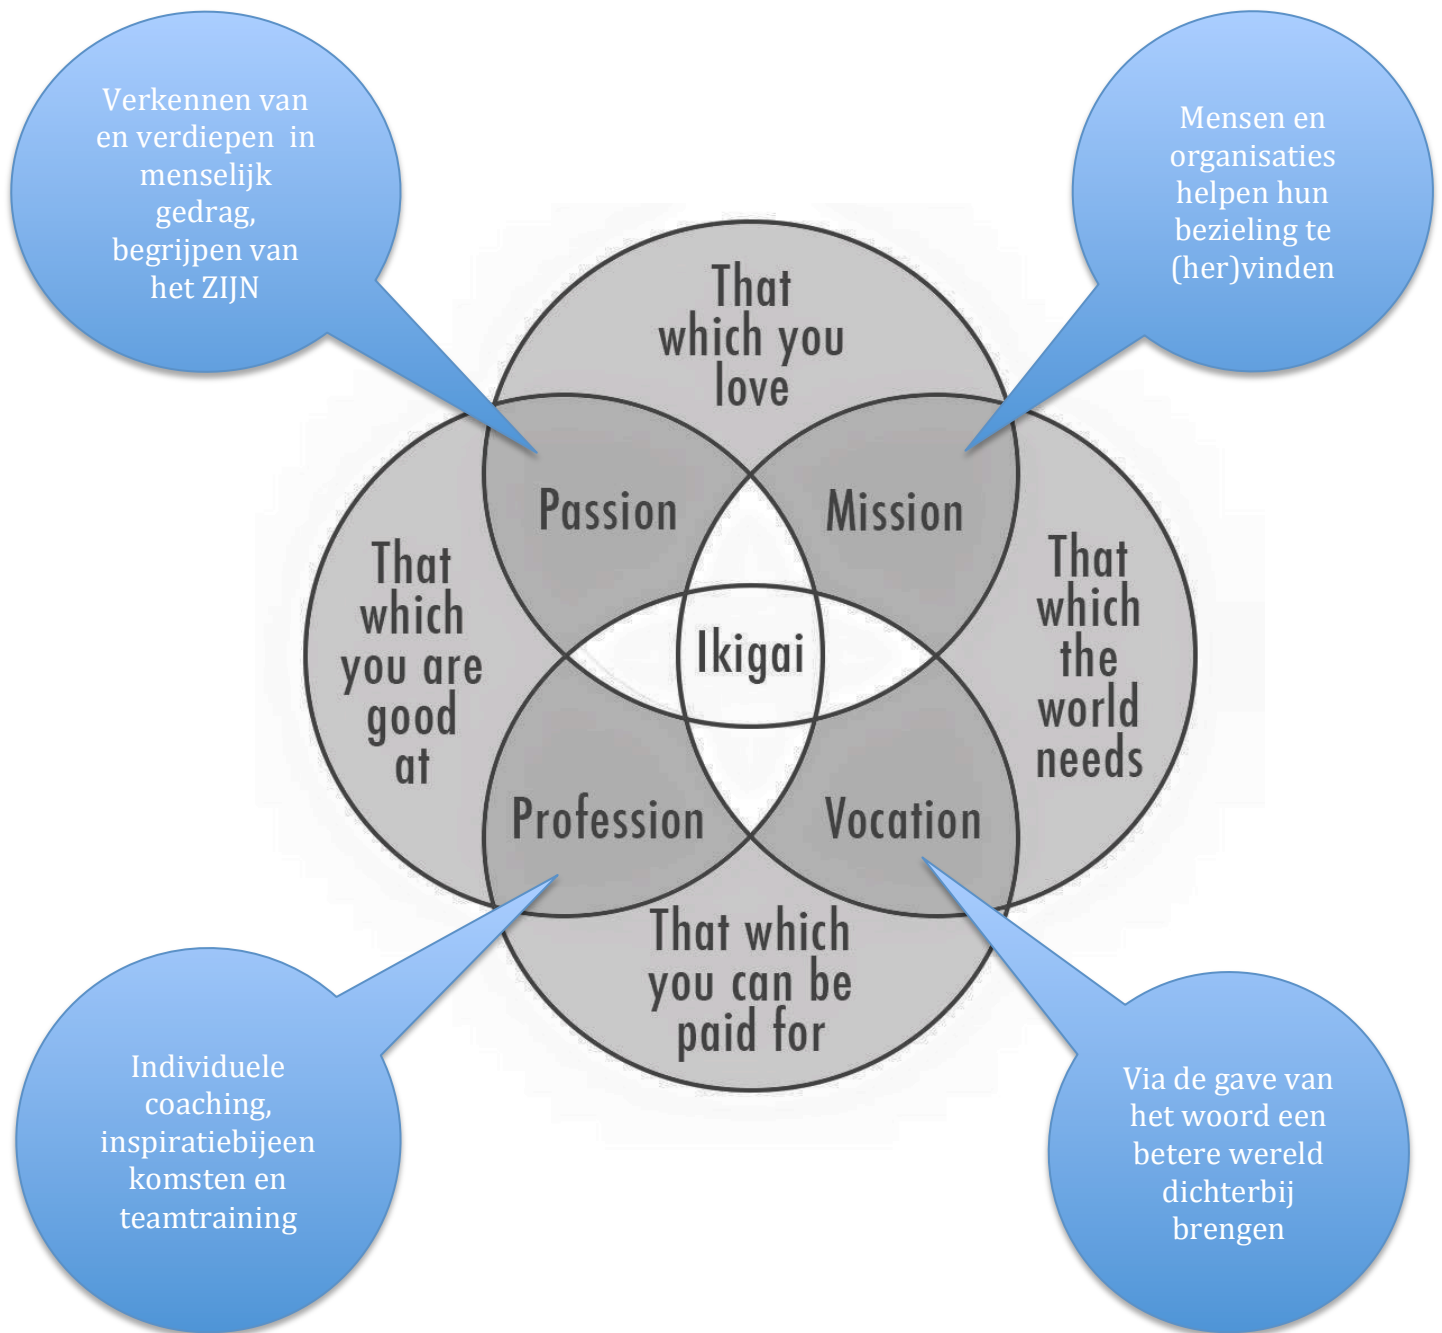 Verkennen van
en verdiepen in
menselijk
gedrag,
begrijpen van
het ZIJN
Mensen en
organisaties
helpen hun
bezieling te
(her)vinden
That
which you
love
Passion
Mission
That
which
you are
good
at
Ikigai
That
which
the
world
needs
Profession
Vocation
That which
you can be
paid for
Individuele
coaching,
inspiratiebijeen
komsten en
teamtraining
Via de gave van
het woord een
betere wereld
dichterbij
brengen